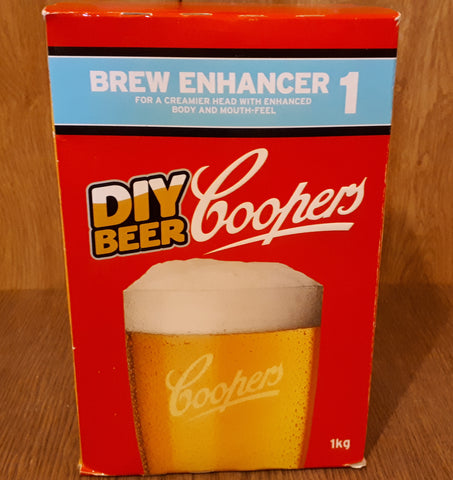 BREW ENHANCER 1
FOR A CREAMIER HEAD WITH ENHANCED
BODY AND MOUTH-FEEL
DIY
BEER
Coopers
Coopers
1kg